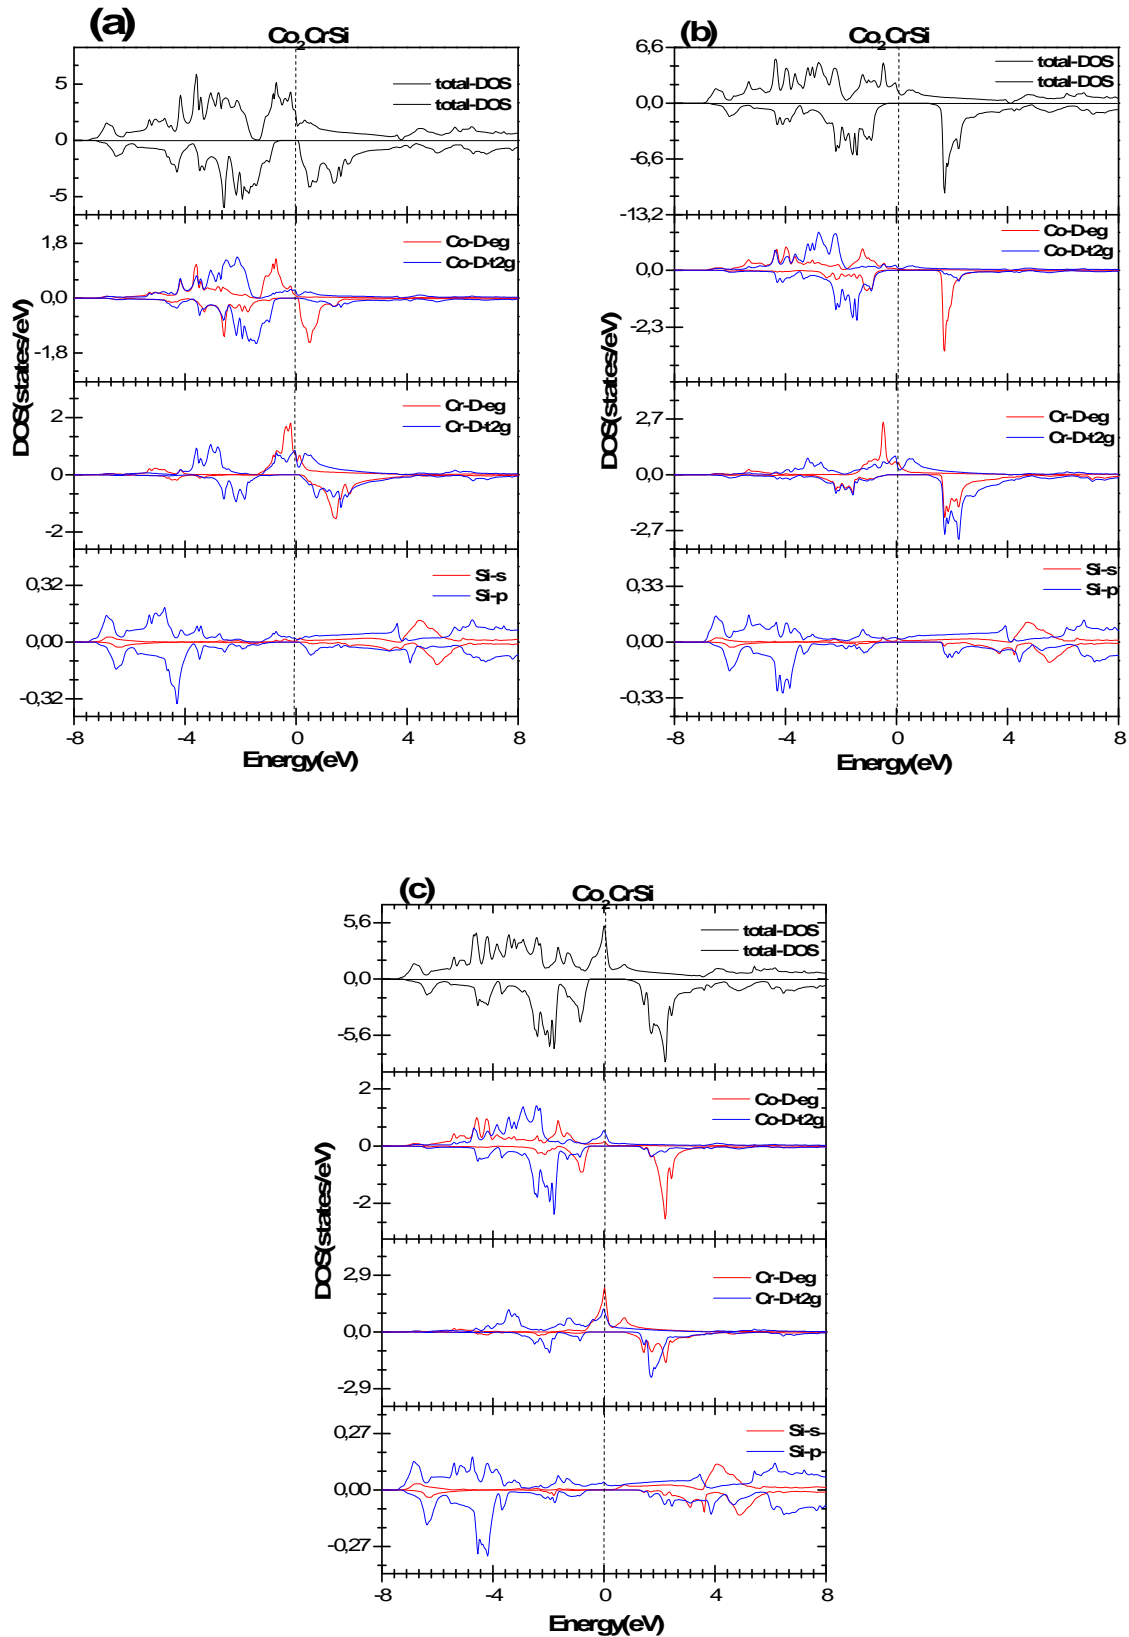 (a)
Co2CrSi
5
0
-5
total-DOS
total-DOS
1,8
0,0
-1,8
Co-D-eg
Co-D-t2g
2
0
-2
Cr-D-eg
Cr-D-t2g
0,32
0,00
-0,32
Si-s
Si-p
-8 -4 0 4 8
Energy(eV)
DOS(states/eV)
(b)
Co2CrSi
6,6
0,0
-6,6
-13,2
total-DOS
total-DOS
0,0
-2,3
Co-D-eg
Co-D-t2g
2,7
0,0
-2,7
Cr-D-eg
Cr-D-t2g
0,33
0,00
-0,33
Si-s
Si-p
-8 -4 0 4 8
Energy(eV)
DOS(states/eV)
(c)
Co2CrSi
5,6
0,0
-5,6
total-DOS
total-DOS
2
0
-2
Co-D-eg
Co-D-t2g
2,9
0,0
-2,9
Cr-D-eg
Cr-D-t2g
0,27
0,00
-0,27
Si-s
Si-p
-8 -4 0 4 8
Energy(eV)
DOS(states/eV)